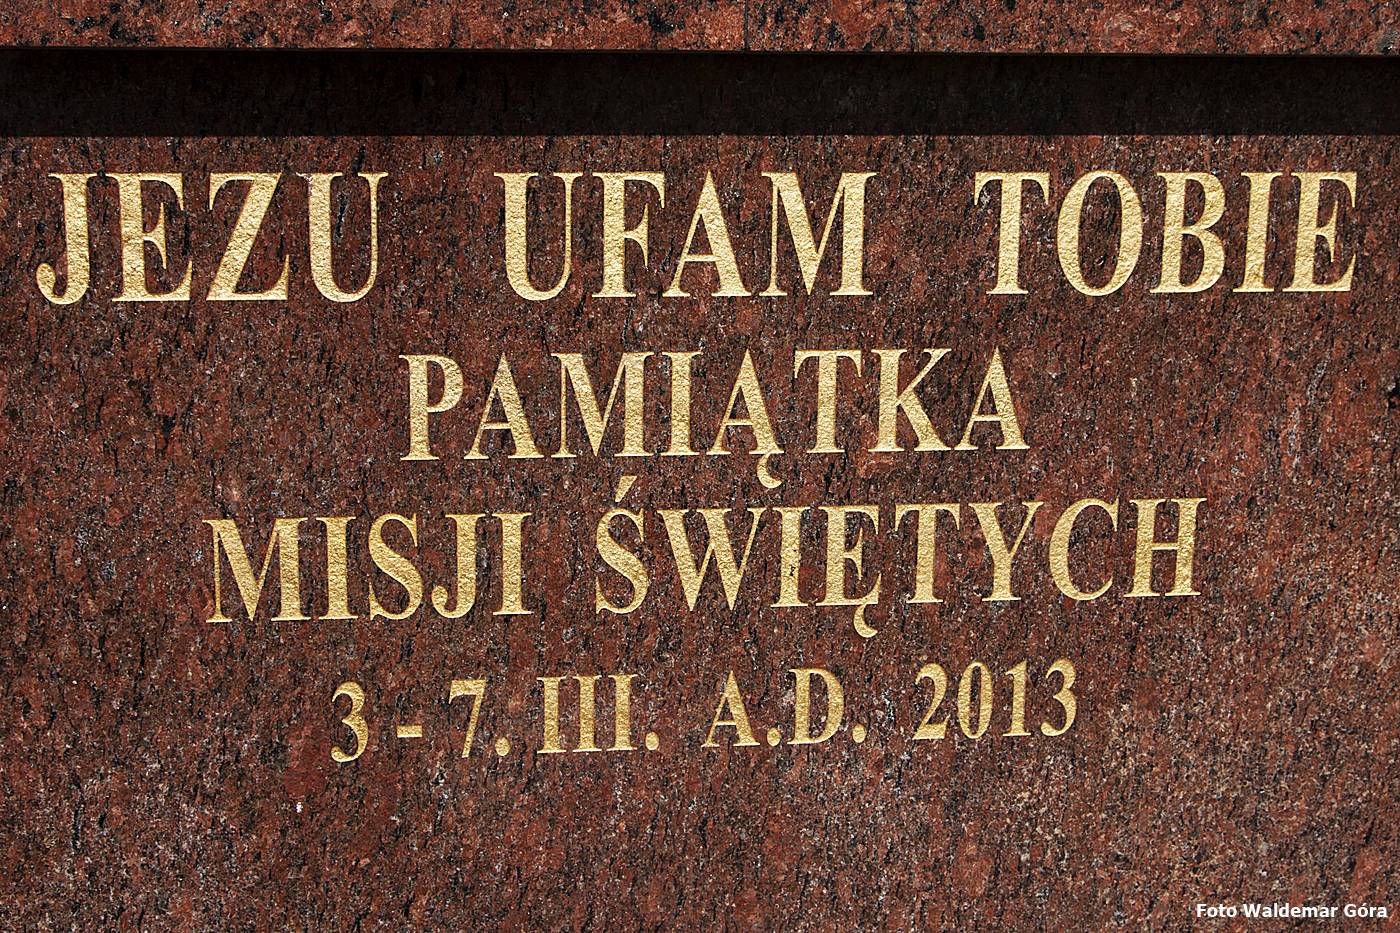 JEZU UFAM TOBIE
PAMIĄTKA
MISJI ŚWIĘTYCH
3 - 7. III. A.D. 2013
Foto Waldemar Góra